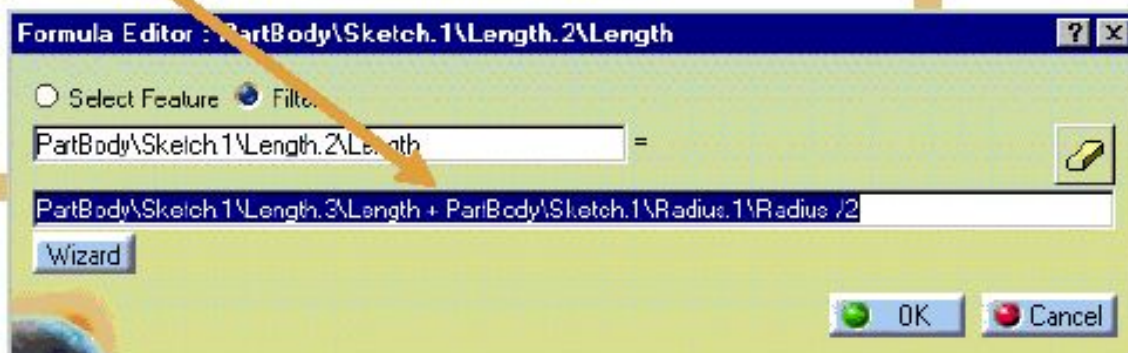 Formula Editor : PartBody\Sketch.1\Length.2\Length
Select Feature Filter
PartBody\Sketch.1\Length.2\Length =
PartBody\Sketch.1\Length.3\Length + PartBody\Sketch.1\Radius.1\Radius /2
Wizard
OK Cancel